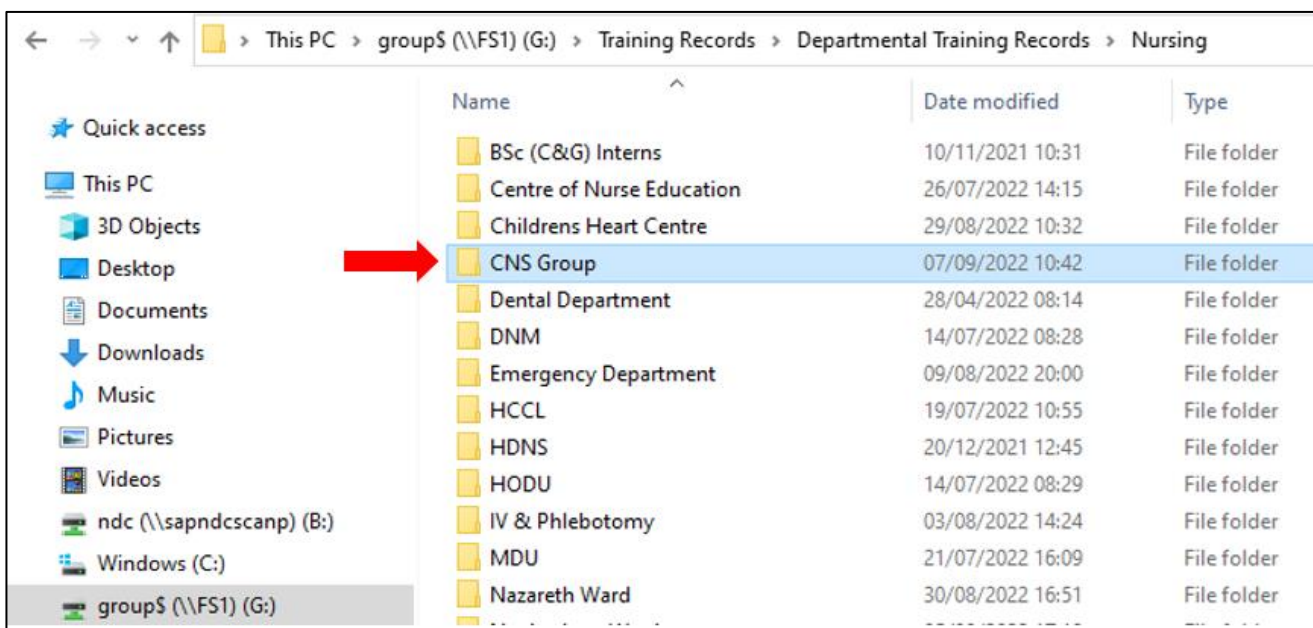 This PC > group$ (\\FS1) (G:) > Training Records > Departmental Training Records > Nursing
Quick access
This PC
3D Objects
Desktop
Documents
Downloads
Music
Pictures
Videos
ndc (\\sapndcscanp) (B:)
Windows (C:)
group$ (\\FS1) (G:)
Name Date modified Type
BSc (C&G) Interns 10/11/2021 10:31 File folder
Centre of Nurse Education 26/07/2022 14:15 File folder
Childrens Heart Centre 29/08/2022 10:32 File folder
CNS Group 07/09/2022 10:42 File folder
Dental Department 28/04/2022 08:14 File folder
DNM 14/07/2022 08:28 File folder
Emergency Department 09/08/2022 20:00 File folder
HCCL 19/07/2022 10:55 File folder
HDNS 20/12/2021 12:45 File folder
HODU 14/07/2022 08:29 File folder
IV & Phlebotomy 03/08/2022 14:24 File folder
MDU 21/07/2022 16:09 File folder
Nazareth Ward 30/08/2022 16:51 File folder